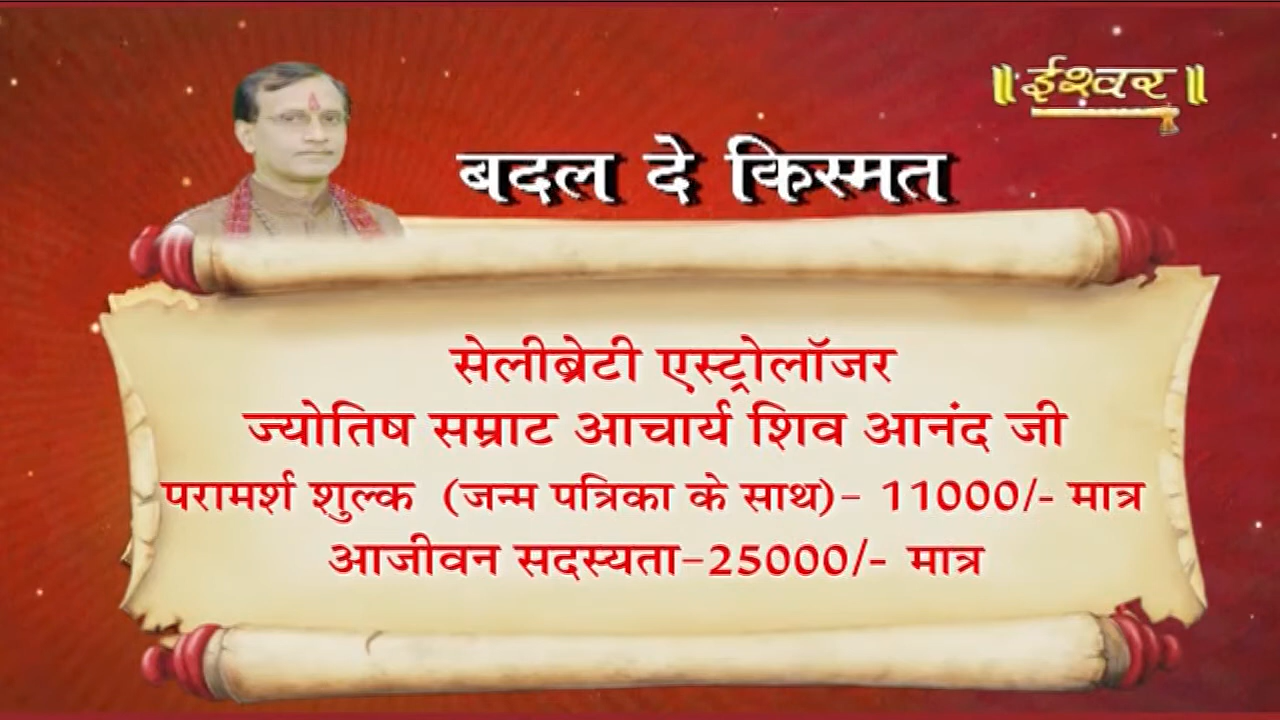 ॥ ईश्वर ॥
बदल दे किस्मत
सेलीब्रेटी एस्ट्रोलॉजर
ज्योतिष सम्राट आचार्य शिव आनंद जी
परामर्श शुल्क (जन्म पत्रिका के साथ)- 11000/- मात्र
आजीवन सदस्यता-25000/- मात्र